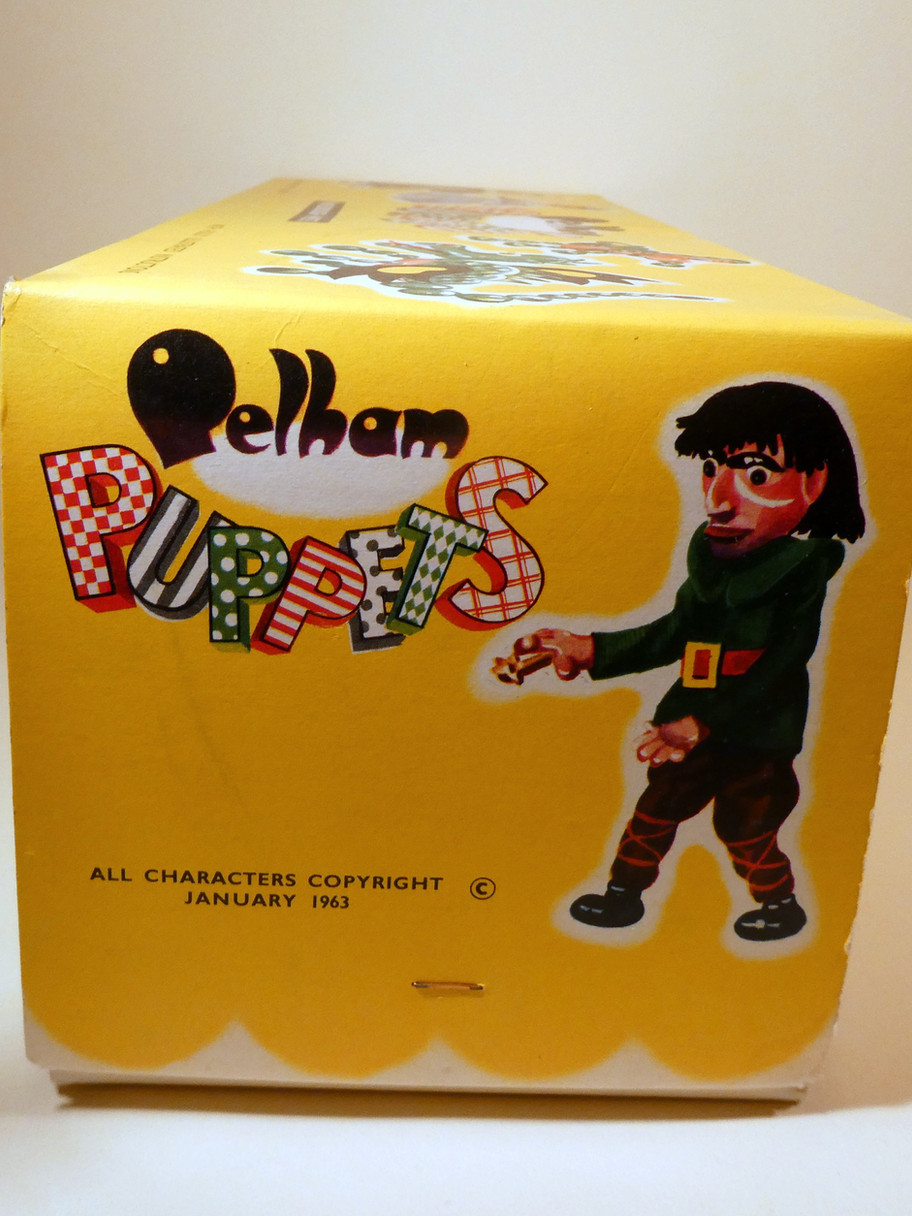 Pelham
PUPPETS
ALL CHARACTERS COPYRIGHT ©
JANUARY 1963